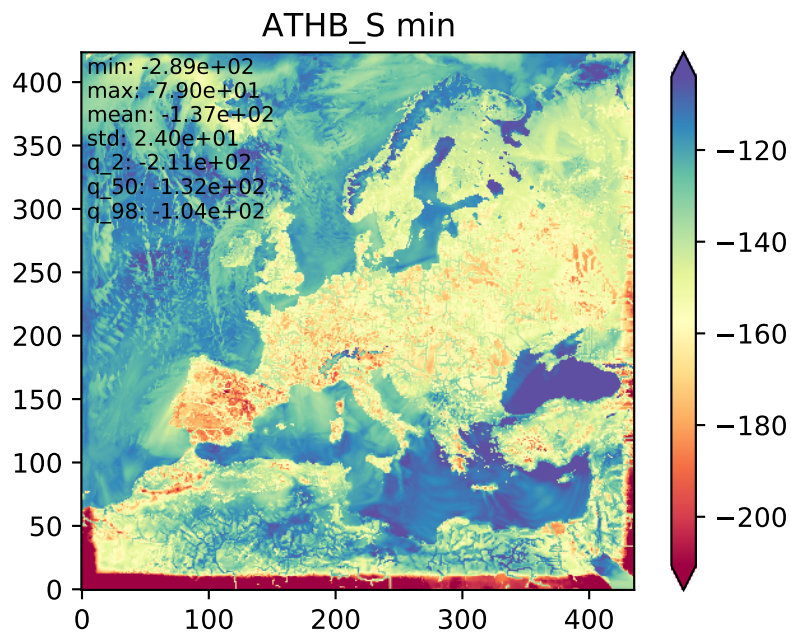 ATHB_S min
min: -2.89e+02
max: -7.90e+01
mean: -1.37e+02
std: 2.40e+01
q_2: -2.11e+02
q_50: -1.32e+02
q_98: -1.04e+02
400
350
300
250
200
150
100
50
0
0 100 200 300 400
−120
−140
−160
−180
−200